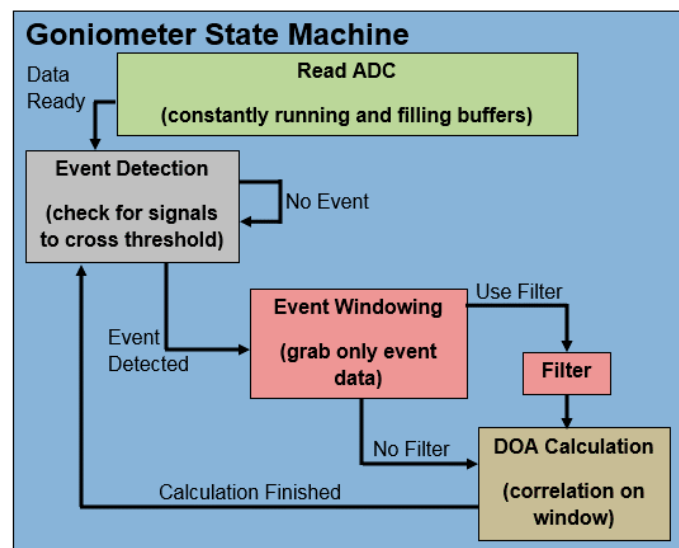 Goniometer State Machine
Data
Ready
Read ADC
(constantly running and filling buffers)
Event Detection
(check for signals
to cross threshold)
No Event
Event
Detected
Event Windowing
(grab only event
data)
Use Filter
Filter
No Filter
DOA Calculation
(correlation on
window)
Calculation Finished